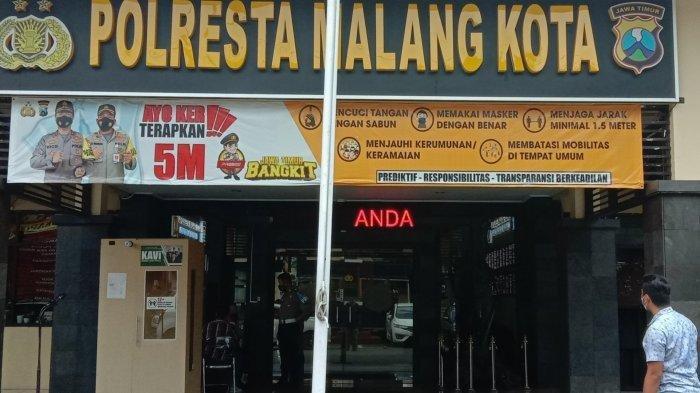 POLRESTA MALANG KOTA
JAWA TIMUR
AYO KER!!!
TERAPKAN
5M
JAWA TIMUR
BANGKIT
MENCUCI TANGAN
DENGAN SABUN
MEMAKAI MASKER
DENGAN BENAR
MENJAGA JARAK
MINIMAL 1.5 METER
MENJAUHI KERUMUNAN/
KERAMAIAN
MEMBATASI MOBILITAS
DI TEMPAT UMUM
PREDIKTIF - RESPONSIBILITAS - TRANSPARANSI BERKEADILAN
ANDA
KAVI